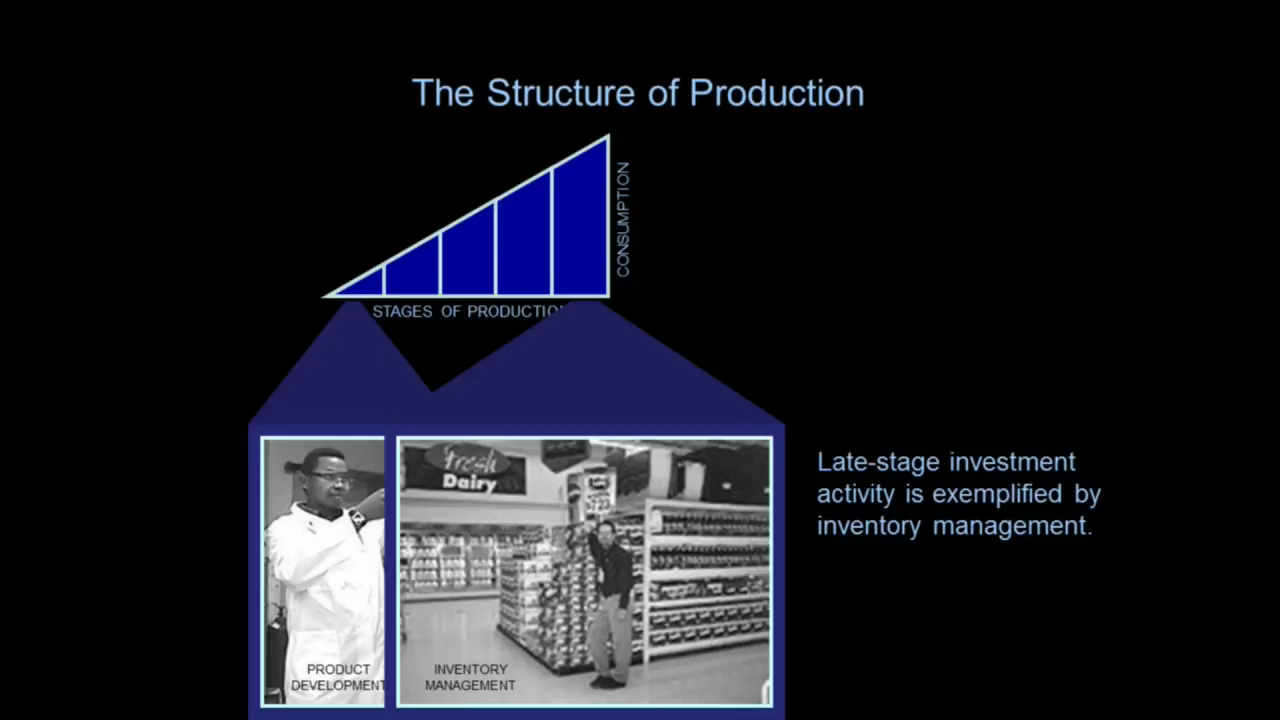 The Structure of Production
CONSUMPTION
STAGES OF PRODUCTIO
Fresh
Dairy
Late-stage investment
activity is exemplified by
inventory management.
PRODUCT
DEVELOPMENT
INVENTORY
MANAGEMENT